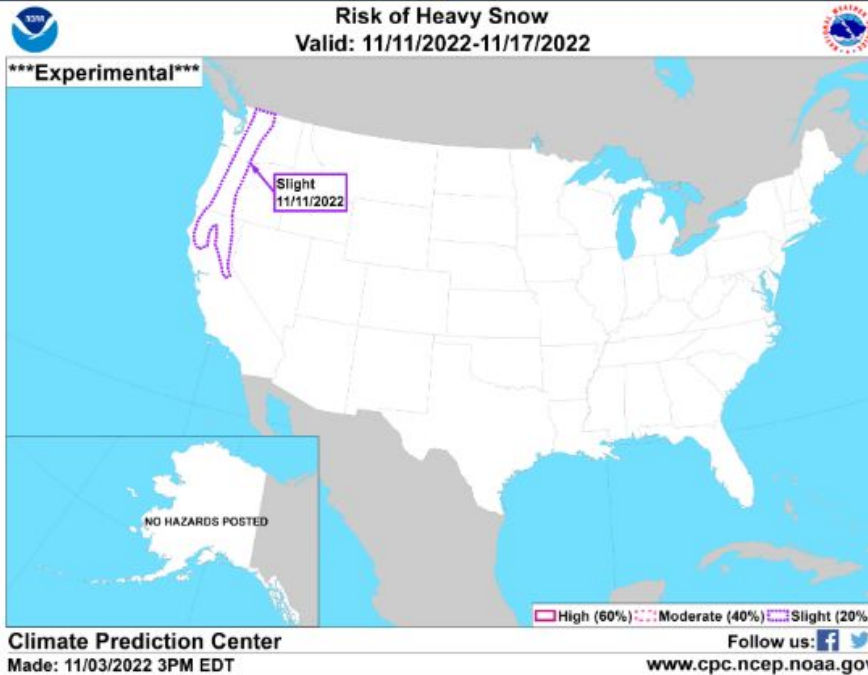 Risk of Heavy Snow
Valid: 11/11/2022-11/17/2022
NOAA
***Experimental***
Slight
11/11/2022
NO HAZARDS POSTED
High (60%) Moderate (40%) Slight (20%
Climate Prediction Center
Follow us:
Made: 11/03/2022 3PM EDT
www.cpc.ncep.noaa.gov